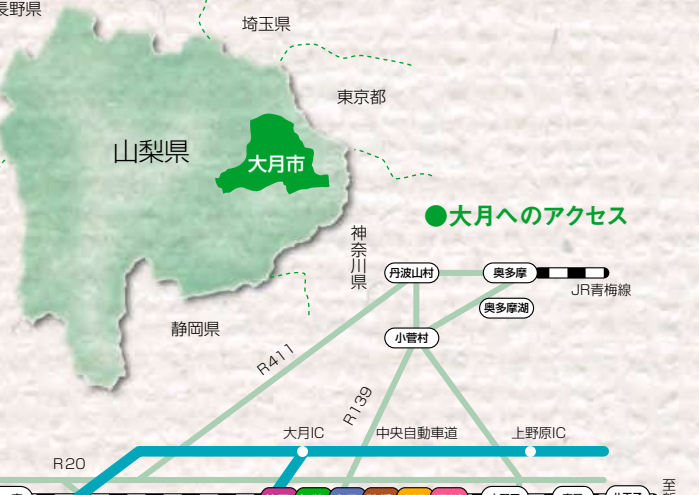 長野県
埼玉県
東京都
山梨県
大月市
●大月へのアクセス
神奈川県
丹波山村
奥多摩
JR青梅線
奥多摩湖
静岡県
小菅村
R411
R139
大月IC
中央自動車道
上野原IC
R20
至